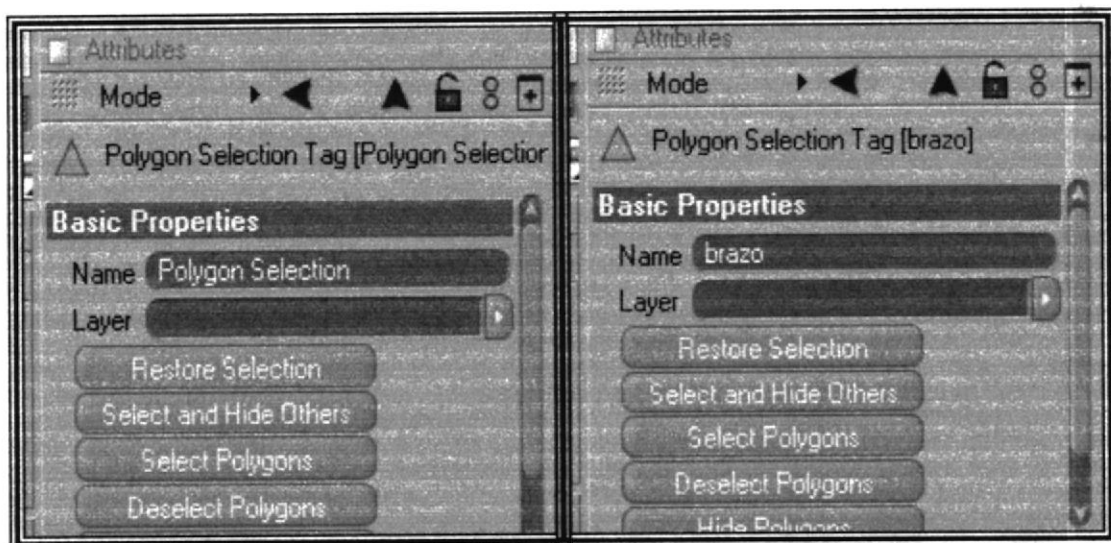 Attributes
Mode
Polygon Selection Tag [Polygon Selection
Basic Properties
Name Polygon Selection
Layer
Restore Selection
Select and Hide Others
Select Polygons
Deselect Polygons
Attributes
Mode
Polygon Selection Tag [brazo]
Basic Properties
Name brazo
Layer
Restore Selection
Select and Hide Others
Select Polygons
Deselect Polygons
Hide Polygons